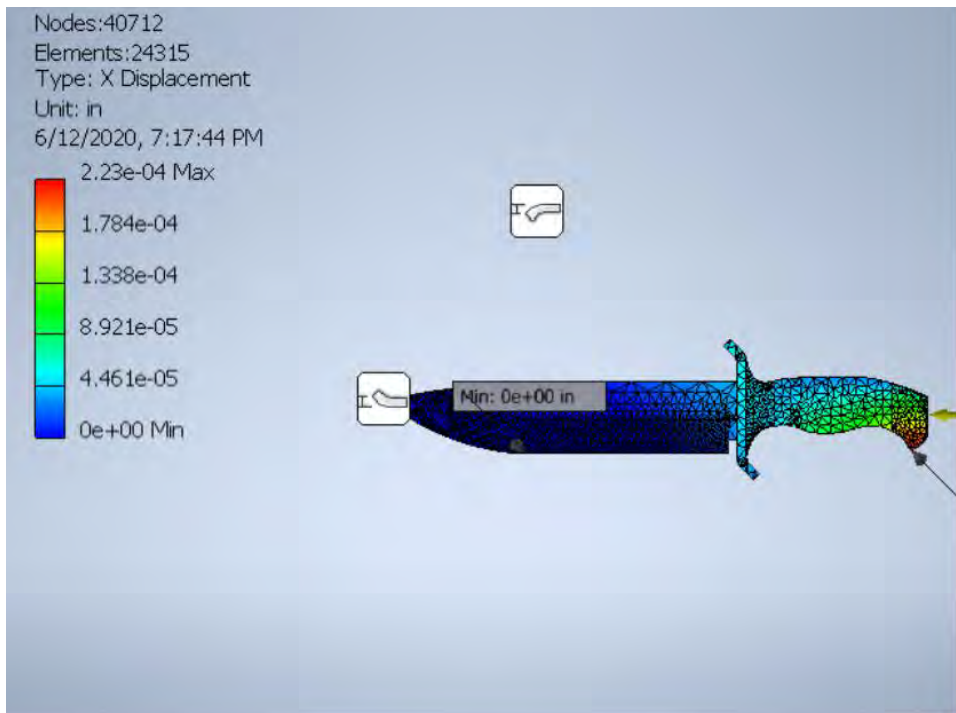 Nodes:40712
Elements:24315
Type: X Displacement
Unit: in
6/12/2020, 7:17:44 PM
2.23e-04 Max
1.784e-04
1.338e-04
8.921e-05
4.461e-05
0e+00 Min
Min: 0e+00 in